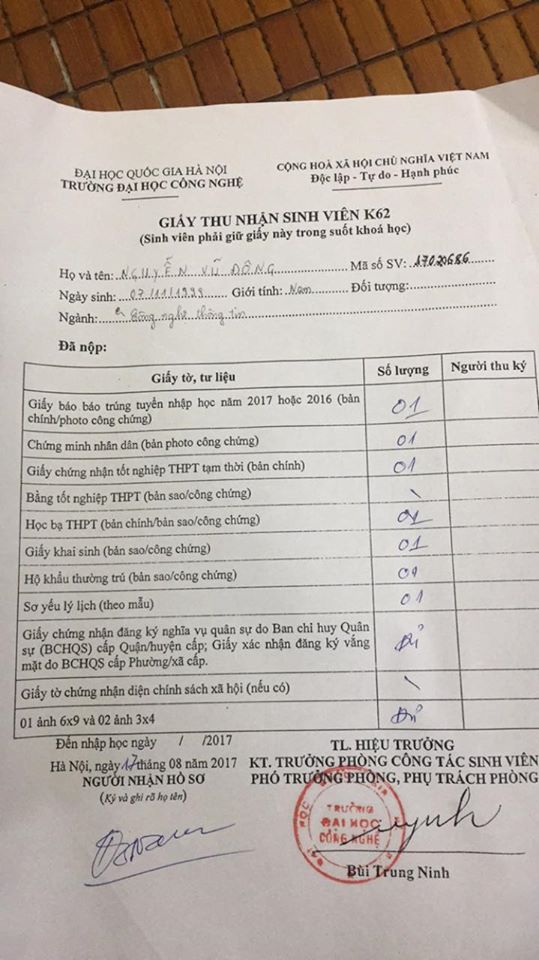 ĐẠI HỌC QUỐC GIA HÀ NỘI
TRƯỜNG ĐẠI HỌC CÔNG NGHỆ
CỘNG HOÀ XÃ HỘI CHỦ NGHĨA VIỆT NAM
Độc lập - Tự do - Hạnh phúc
GIẤY THU NHẬN SINH VIÊN K62
(Sinh viên phải giữ giấy này trong suốt khoá học)
Họ và tên: NGUYỄN VŨ ĐÔNG Mã số SV: 17020686
Ngày sinh: 07/11/1999 Giới tính: Nam Đối tượng:
Ngành: Công nghệ thông tin
Đã nộp:
Giấy tờ, tư liệu Số lượng Người thu ký
Giấy báo báo trúng tuyển nhập học năm 2017 hoặc 2016 (bản
chính/photo công chứng) 01
Chứng minh nhân dân (bản photo công chứng) 01
Giấy chứng nhận tốt nghiệp THPT tạm thời (bản chính) 01
Bằng tốt nghiệp THPT (bản sao/công chứng) \
Học bạ THPT (bản chính/bản sao/công chứng) 01
Giấy khai sinh (bản sao/công chứng) 01
Hộ khẩu thường trú (bản sao/công chứng) 01
Sơ yếu lý lịch (theo mẫu) 01
Giấy chứng nhận đăng ký nghĩa vụ quân sự do Ban chỉ huy Quân
sự (BCHQS) cấp Quận/huyện cấp; Giấy xác nhận đăng ký vắng
mặt do BCHQS cấp Phường/xã cấp. Đủ
Giấy tờ chứng nhận diện chính sách xã hội (nếu có) \
01 ảnh 6x9 và 02 ảnh 3x4 Đủ
Đến nhập học ngày / /2017
Hà Nội, ngày 17 tháng 08 năm 2017
NGƯỜI NHẬN HỒ SƠ
(Ký và ghi rõ họ tên)
TL. HIỆU TRƯỞNG
KT. TRƯỞNG PHÒNG CÔNG TÁC SINH VIÊN
PHÓ TRƯỞNG PHÒNG, PHỤ TRÁCH PHÒNG
TRƯỜNG
ĐẠI HỌC
CÔNG NGHỆ
Bùi Trung Ninh